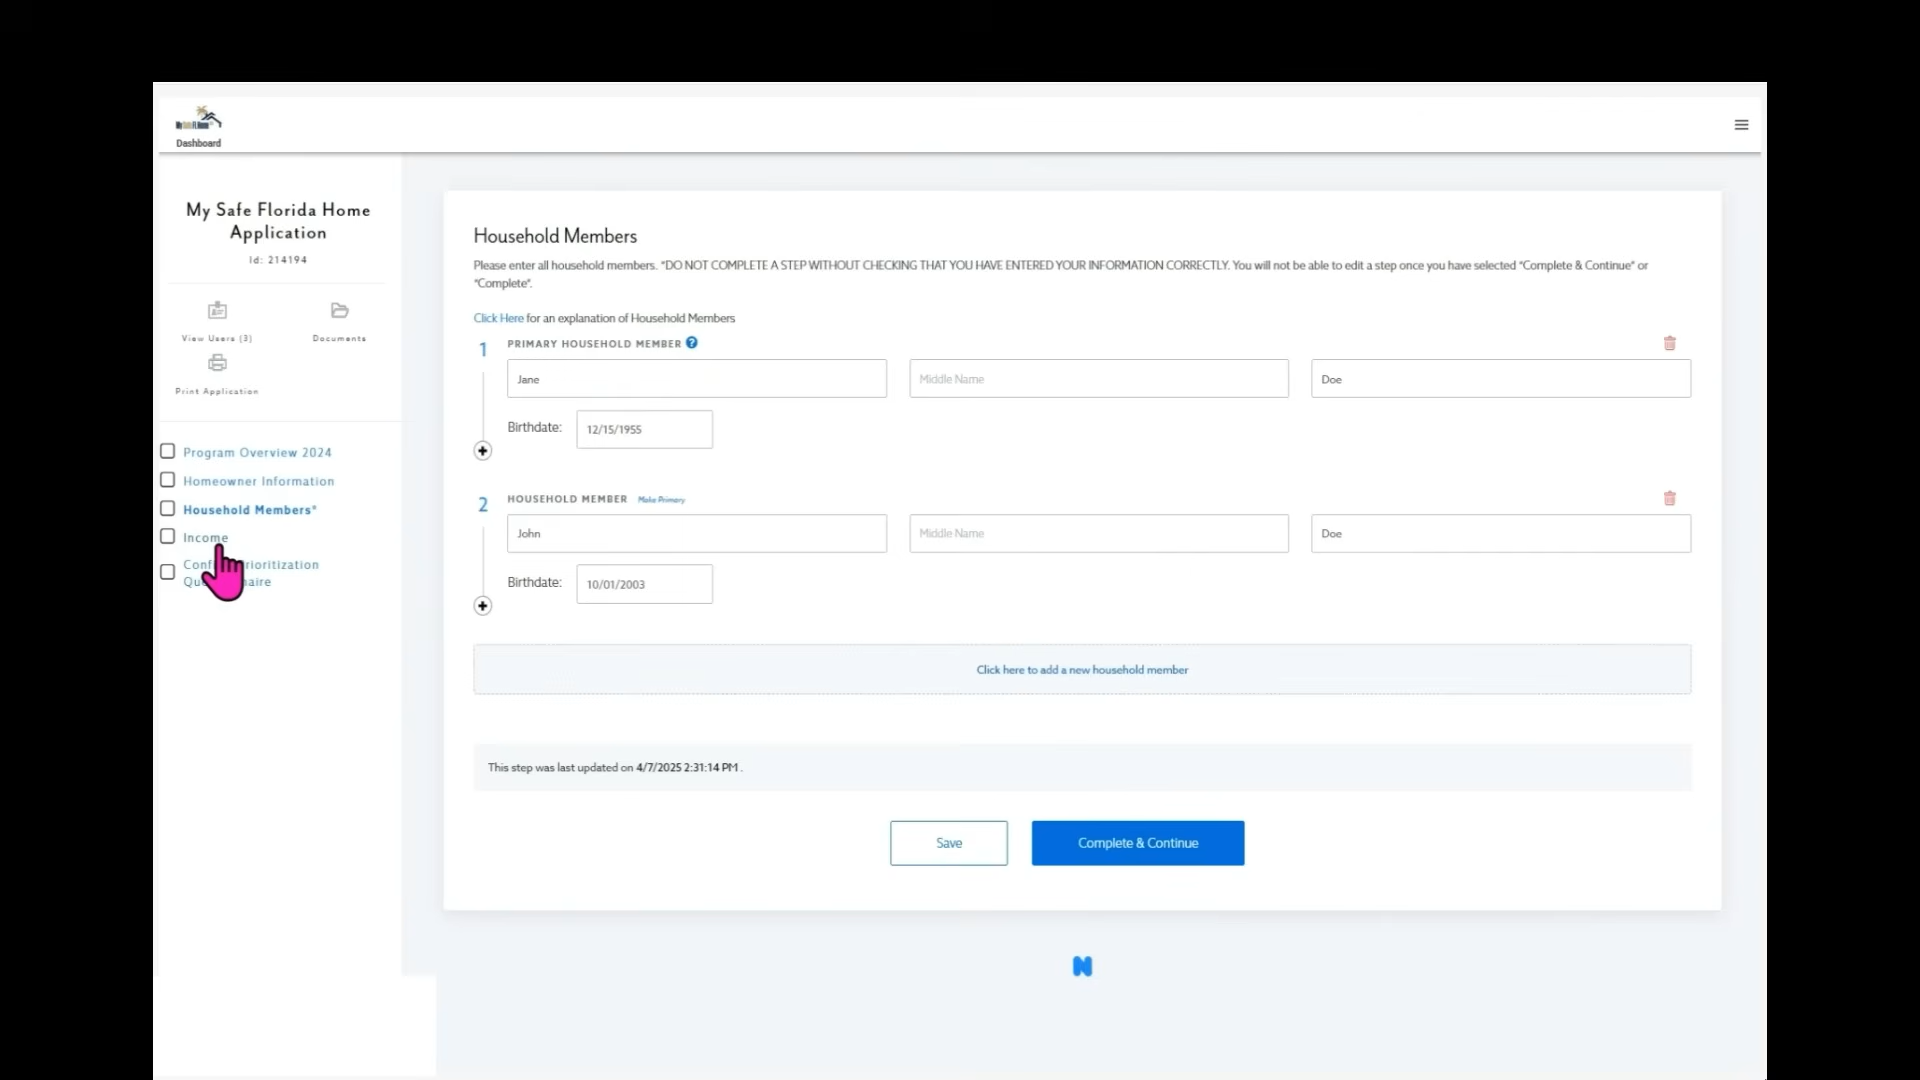 Dashboard
My Safe Florida Home
Application
Id: 214194
View Users (3)
Documents
Print Application
Program Overview 2024
Homeowner Information
Household Members*
Income
Household Members
Please enter all household members. *DO NOT COMPLETE A STEP WITHOUT CHECKING THAT YOU HAVE ENTERED YOUR INFORMATION CORRECTLY. You will not be able to edit a step once you have selected "Complete & Continue" or
"Complete".
Click Here for an explanation of Household Members
1 PRIMARY HOUSEHOLD MEMBER ?
Jane Middle Name Doe
Birthdate: 12/15/1955
2 HOUSEHOLD MEMBER Make Primary
John Middle Name Doe
Birthdate: 10/01/2003
Click here to add a new household member
This step was last updated on 4/7/2025 2:31:14 PM .
Save Complete & Continue
N